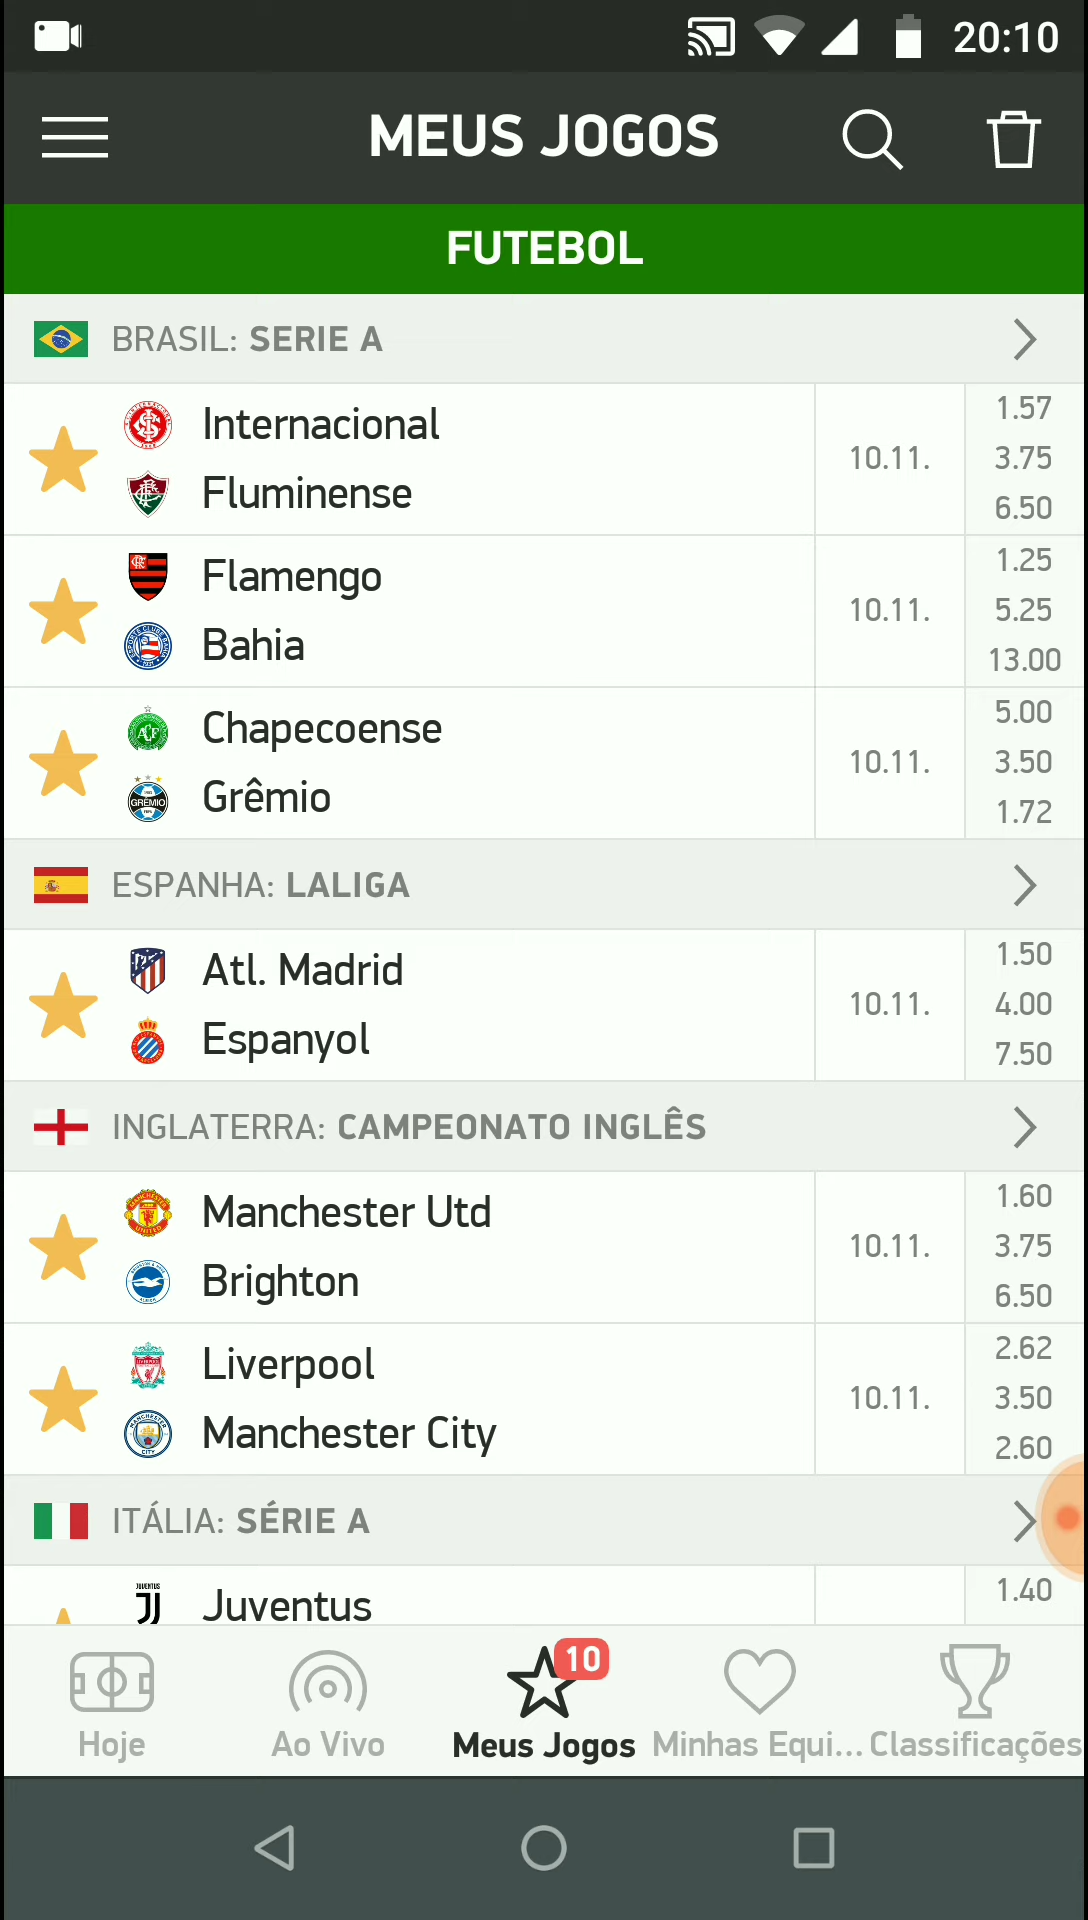 20:10
MEUS JOGOS
FUTEBOL
BRASIL: SERIE A
Internacional
Fluminense
10.11.
1.57
3.75
6.50
Flamengo
Bahia
10.11.
1.25
5.25
13.00
Chapecoense
Grêmio
10.11.
5.00
3.50
1.72
ESPANHA: LALIGA
Atl. Madrid
Espanyol
10.11.
1.50
4.00
7.50
INGLATERRA: CAMPEONATO INGLÊS
Manchester Utd
Brighton
10.11.
1.60
3.75
6.50
Liverpool
Manchester City
10.11.
2.62
3.50
2.60
ITÁLIA: SÉRIE A
Juventus
1.40
10
Hoje
Ao Vivo
Meus Jogos
Minhas Equi...
Classificações